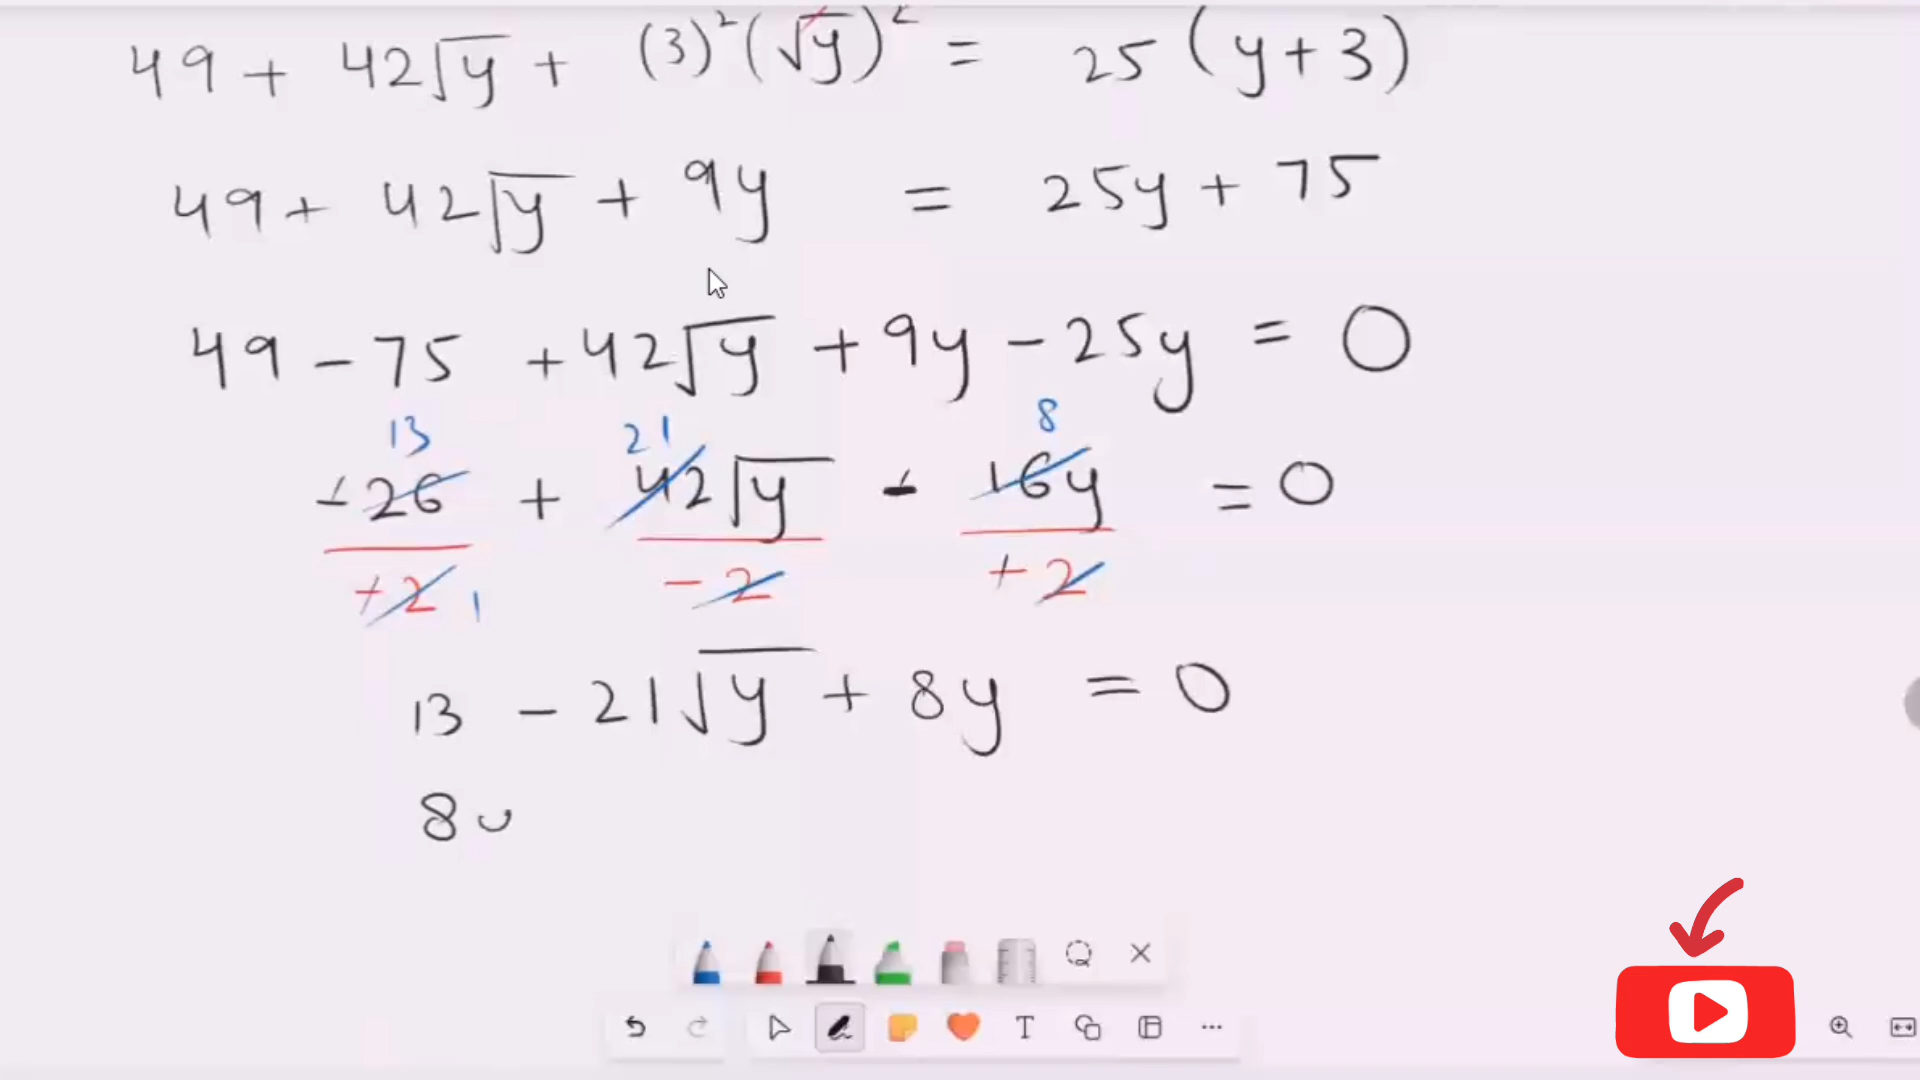 49 + 42√y + (3)²(√y)² = 25 (y+3)
49 + 42√y + 9y = 25y + 75
49 - 75 + 42√y + 9y - 25y = 0
13 21 8
-26 + 42√y - 16y = 0
+2 1 -2 +2
13 - 21√y + 8y = 0
8
T